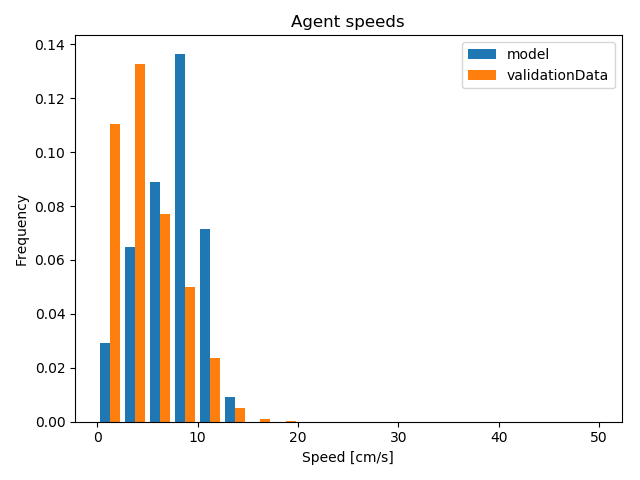 Agent speeds
model
validationData
Frequency
0.14
0.12
0.10
0.08
0.06
0.04
0.02
0.00
0 10 20 30 40 50
Speed [cm/s]